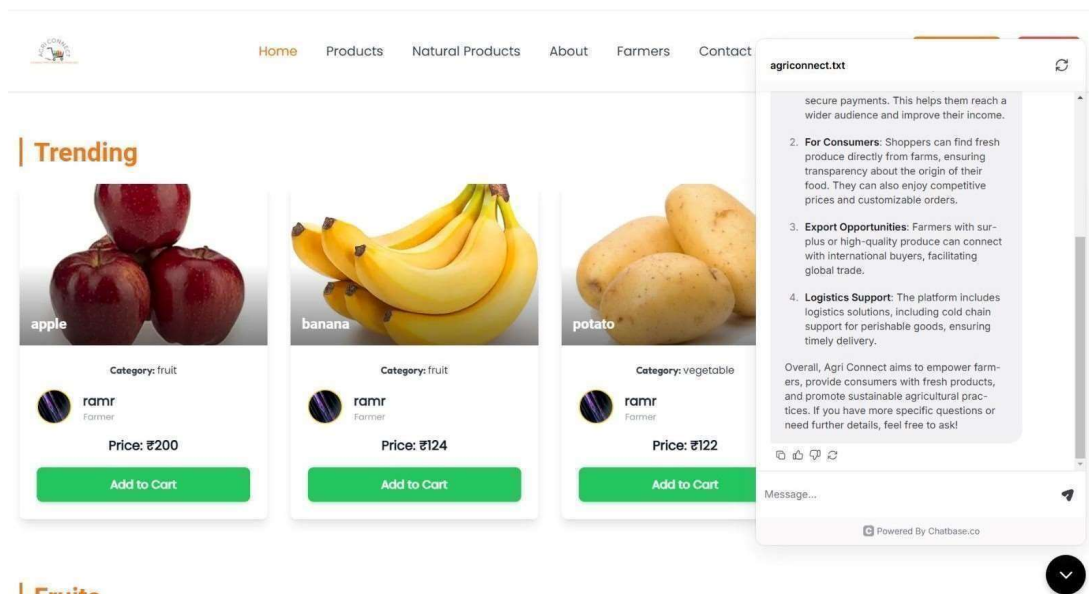 AGRI CONNECT
Home Products Natural Products About Farmers Contact
Trending
apple
Category: fruit
ramr
Farmer
Price: ₹200
Add to Cart
banana
Category: fruit
ramr
Farmer
Price: ₹124
Add to Cart
potato
Category: vegetable
ramr
Farmer
Price: ₹122
Add to Cart
agriconnect.txt
secure payments. This helps them reach a
wider audience and improve their income.
2. For Consumers: Shoppers can find fresh
produce directly from farms, ensuring
transparency about the origin of their
food. They can also enjoy competitive
prices and customizable orders.
3. Export Opportunities: Farmers with sur-
plus or high-quality produce can connect
with international buyers, facilitating
global trade.
4. Logistics Support: The platform includes
logistics solutions, including cold chain
support for perishable goods, ensuring
timely delivery.
Overall, Agri Connect aims to empower farm-
ers, provide consumers with fresh products,
and promote sustainable agricultural prac-
tices. If you have more specific questions or
need further details, feel free to ask!
Message...
Powered By Chatbase.co
Fruits